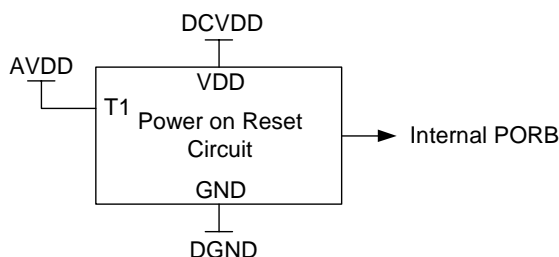 DCVDD
AVDD
VDD
T1
Power on Reset
Circuit
Internal PORB
GND
DGND